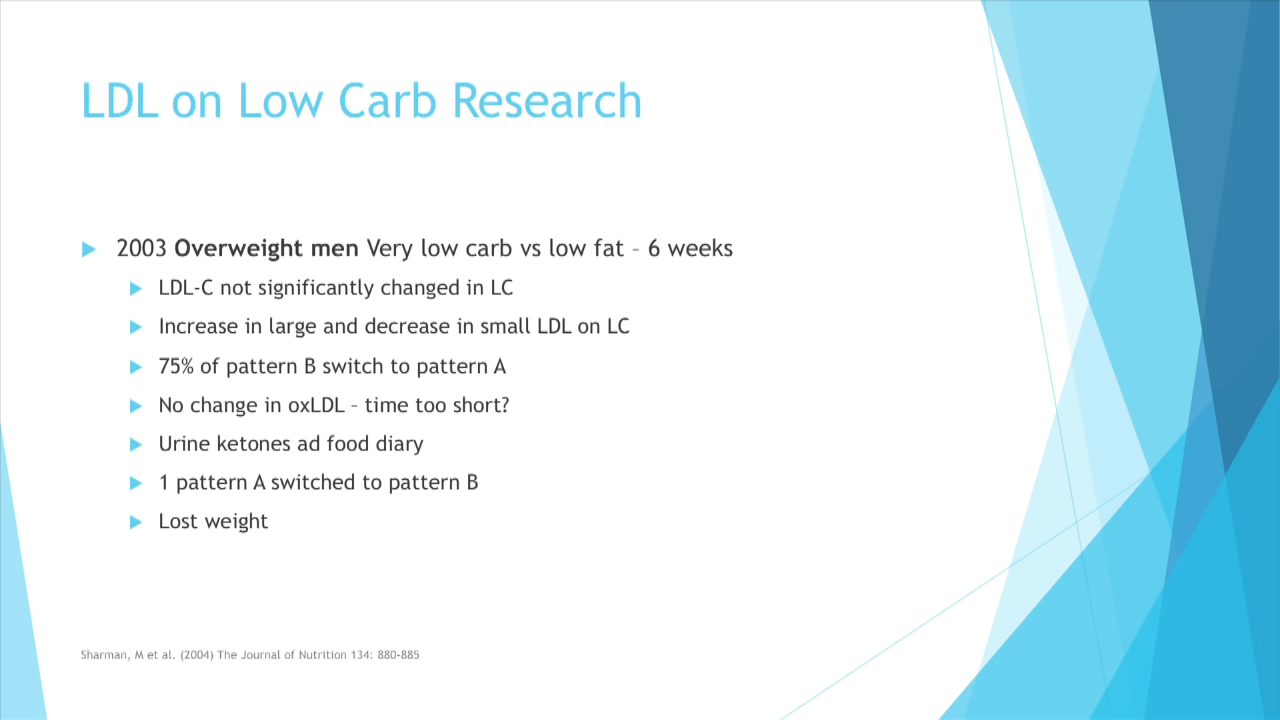 LDL on Low Carb Research
2003 Overweight men Very low carb vs low fat – 6 weeks
LDL-C not significantly changed in LC
Increase in large and decrease in small LDL on LC
75% of pattern B switch to pattern A
No change in oxLDL – time too short?
Urine ketones ad food diary
1 pattern A switched to pattern B
Lost weight
Sharman, M et al. (2004) The Journal of Nutrition 134: 880-885